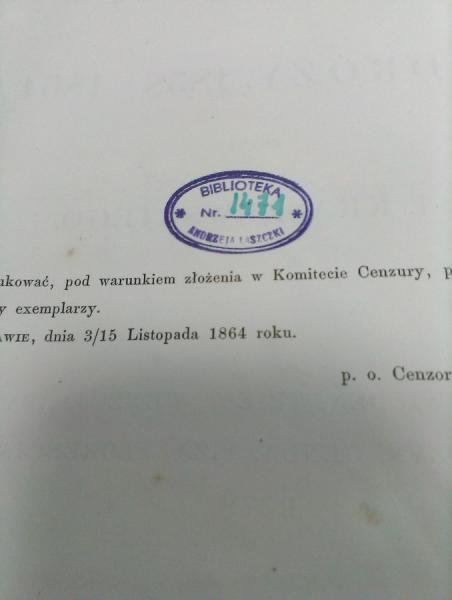 BIBLIOTEKA
* Nr. 1471 *
ANDRZEJA ŁASZCZKI
ukować, pod warunkiem złożenia w Komitecie Cenzury, p
y exemplarzy.
AWIE, dnia 3/15 Listopada 1864 roku.
p. o. Cenzor